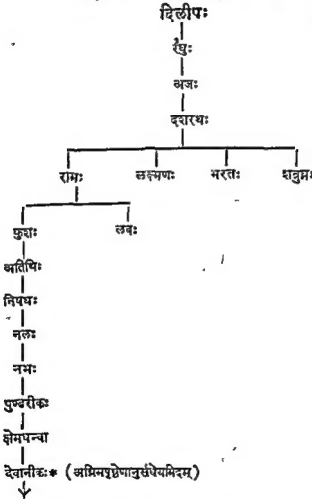 दिलीपः
रघुः
अजः
दशरथः
रामः लक्ष्मणः भरतः शत्रुघ्नः
कुशः लवः
अतिथिः
निषधः
नलः
नभः
पुण्डरीकः
क्षेमधन्वा
देवानीकः* (अग्रिमपृष्ठेणानुसंधेयमिदम्)